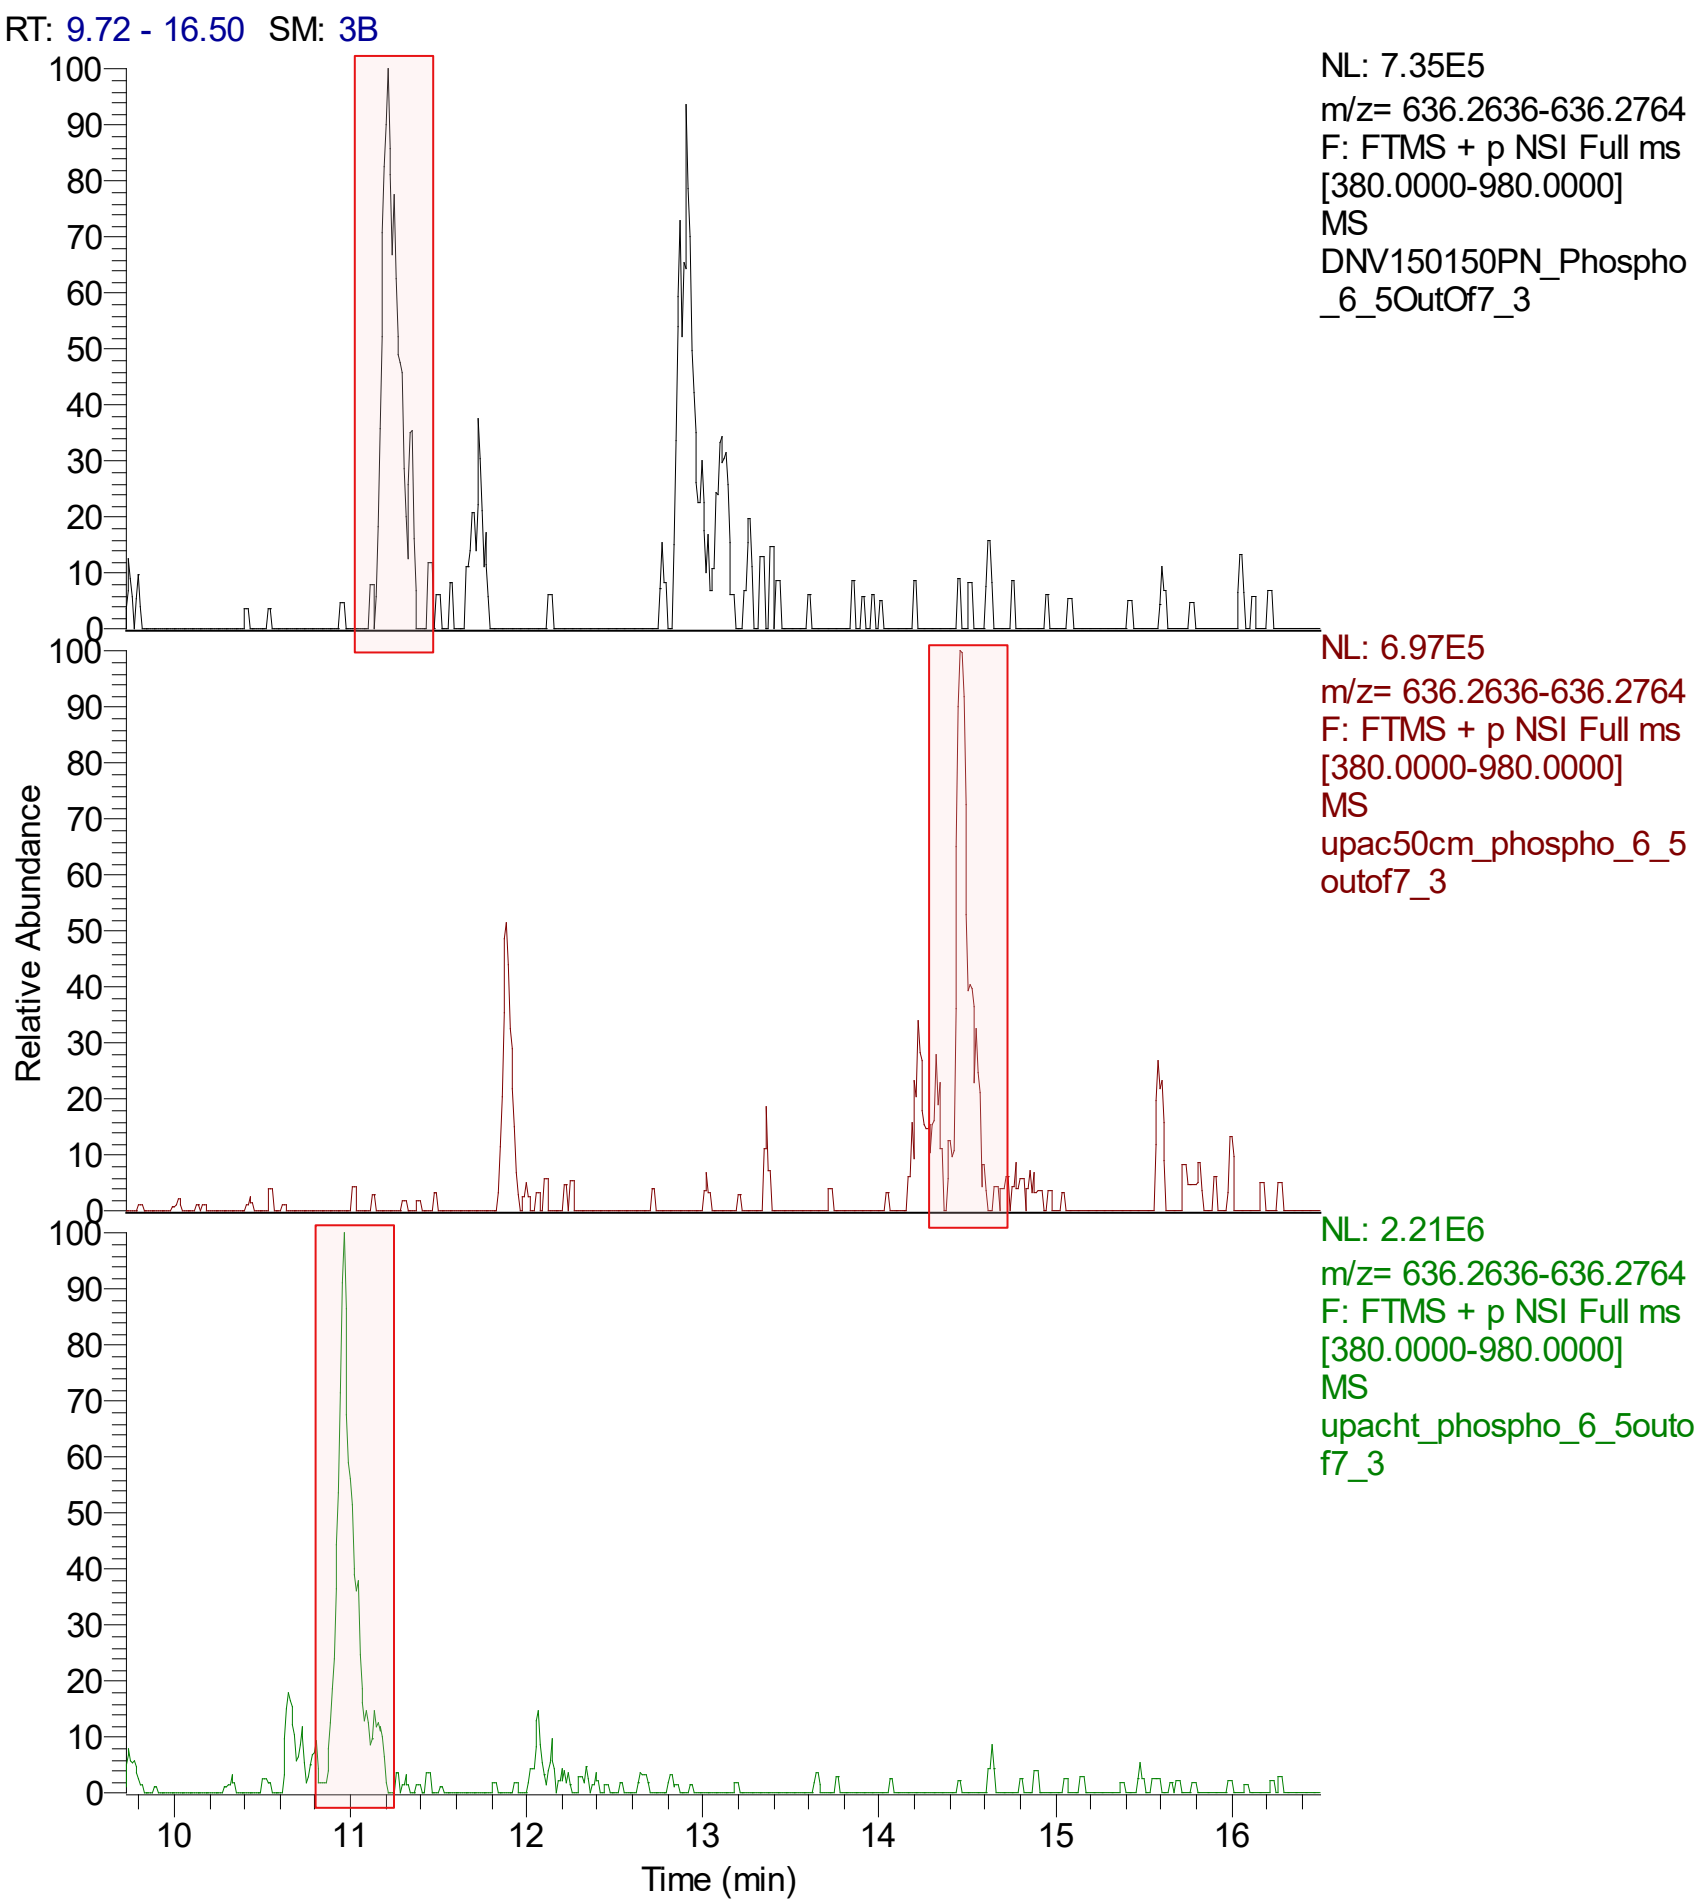 RT: 9.72 - 16.50 SM: 3B
100
90
80
70
60
50
40
30
20
10
0
NL: 7.35E5
m/z= 636.2636-636.2764
F: FTMS + p NSI Full ms
[380.0000-980.0000]
MS
DNV150150PN_Phospho
_6_5OutOf7_3
Relative Abundance
100
90
80
70
60
50
40
30
20
10
0
NL: 6.97E5
m/z= 636.2636-636.2764
F: FTMS + p NSI Full ms
[380.0000-980.0000]
MS
upac50cm_phospho_6_5
outof7_3
100
90
80
70
60
50
40
30
20
10
0
NL: 2.21E6
m/z= 636.2636-636.2764
F: FTMS + p NSI Full ms
[380.0000-980.0000]
MS
upacht_phospho_6_5outo
f7_3
10 11 12 13 14 15 16
Time (min)